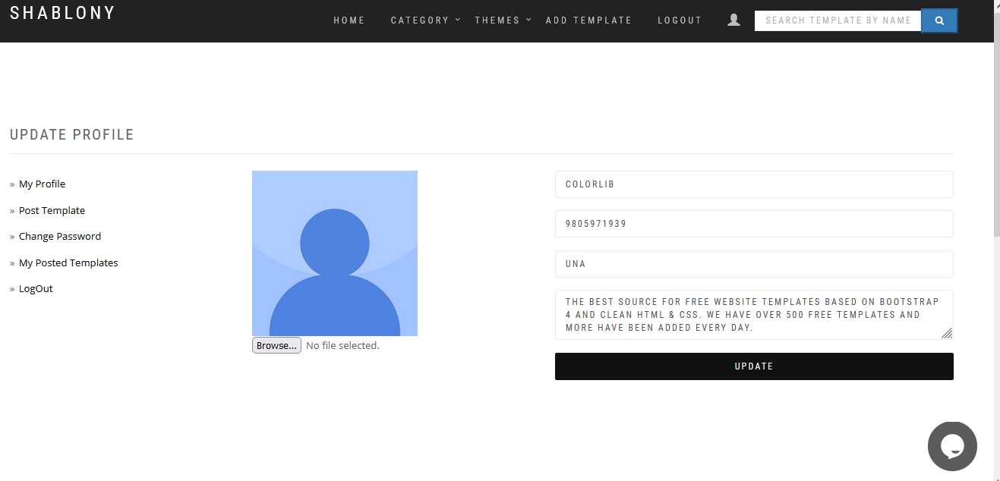 SHABLONY
HOME CATEGORY THEMES ADD TEMPLATE LOGOUT SEARCH TEMPLATE BY NAME
UPDATE PROFILE
» My Profile
» Post Template
» Change Password
» My Posted Templates
» LogOut
Browse... No file selected.
COLORLIB
9805971939
UNA
THE BEST SOURCE FOR FREE WEBSITE TEMPLATES BASED ON BOOTSTRAP
4 AND CLEAN HTML & CSS. WE HAVE OVER 500 FREE TEMPLATES AND
MORE HAVE BEEN ADDED EVERY DAY.
UPDATE